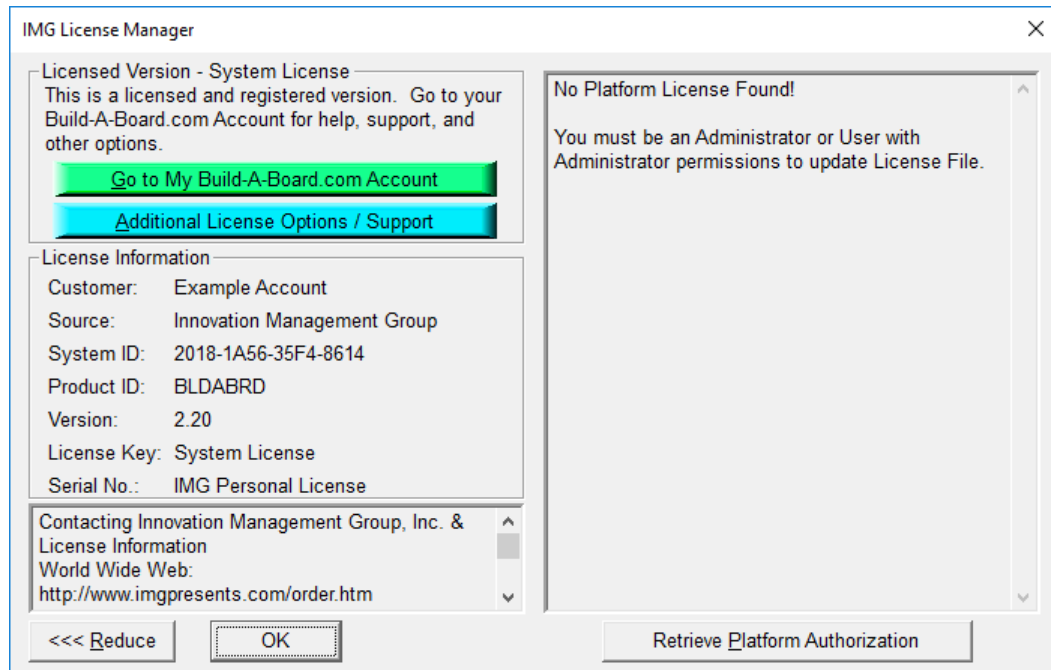 IMG License Manager
Licensed Version - System License
This is a licensed and registered version.  Go to your
Build-A-Board.com Account for help, support, and
other options.
Go to My Build-A-Board.com Account
Additional License Options / Support
License Information
Customer: Example Account
Source: Innovation Management Group
System ID: 2018-1A56-35F4-8614
Product ID: BLDABRD
Version: 2.20
License Key: System License
Serial No.: IMG Personal License
Contacting Innovation Management Group, Inc. &
License Information
World Wide Web:
http://www.imgpresents.com/order.htm
<<< Reduce
OK
No Platform License Found!
You must be an Administrator or User with
Administrator permissions to update License File.
Retrieve Platform Authorization